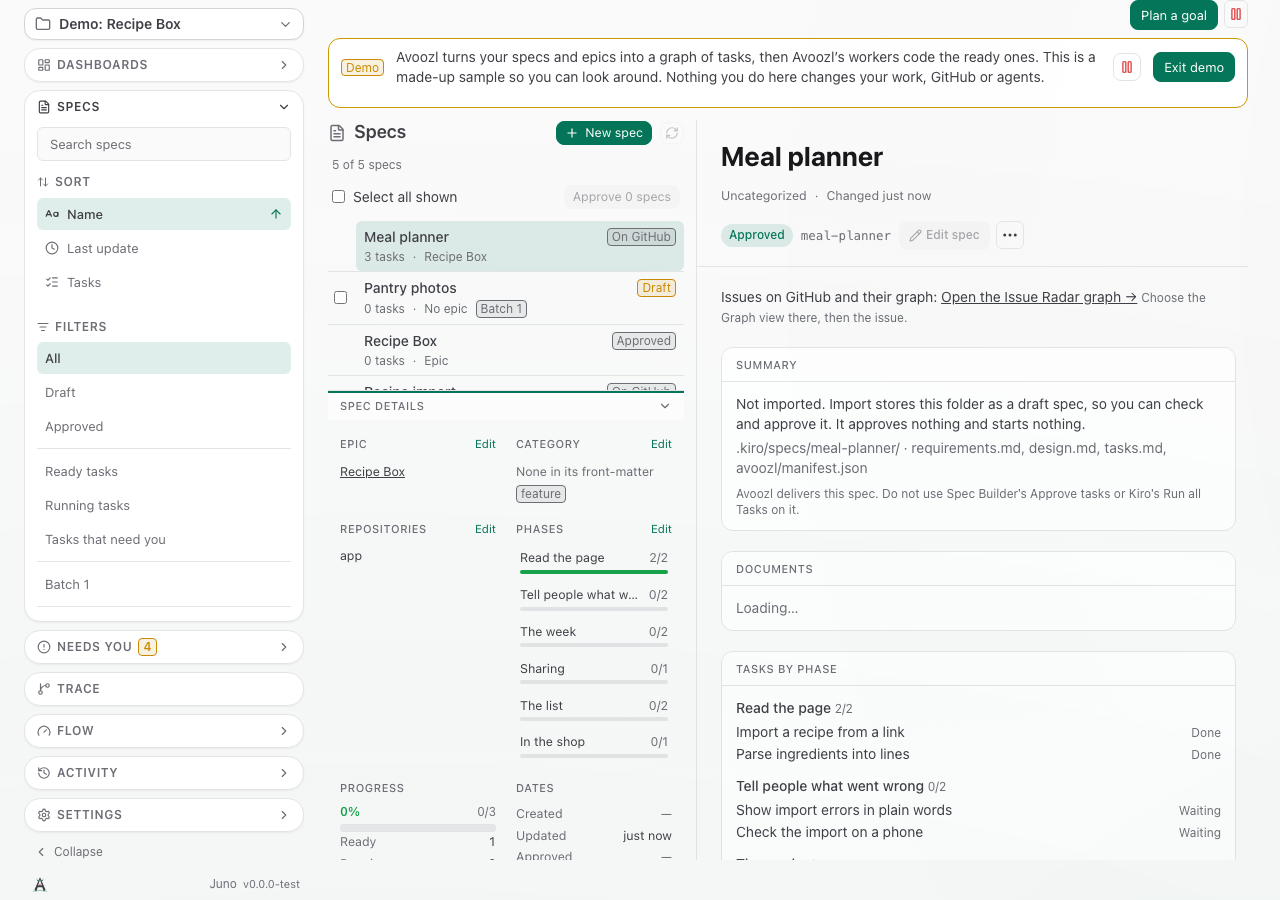 Demo: Recipe Box
DASHBOARDS
SPECS
Search specs
SORT
Name
Last update
Tasks
FILTERS
All
Draft
Approved
Ready tasks
Running tasks
Tasks that need you
Batch 1
NEEDS YOU 4
TRACE
FLOW
ACTIVITY
SETTINGS
Collapse
Juno v0.0.0-test
Plan a goal
Demo
Avoozl turns your specs and epics into a graph of tasks, then Avoozl's workers code the ready ones. This is a
made-up sample so you can look around. Nothing you do here changes your work, GitHub or agents.
Exit demo
Specs
New spec
5 of 5 specs
Select all shown
Approve 0 specs
Meal planner On GitHub
3 tasks · Recipe Box
Pantry photos Draft
0 tasks · No epic Batch 1
Recipe Box Approved
0 tasks · Epic
SPEC DETAILS
EPIC Edit
Recipe Box
CATEGORY Edit
None in its front-matter
feature
REPOSITORIES Edit
app
PHASES Edit
Read the page 2/2
Tell people what w... 0/2
The week 0/2
Sharing 0/1
The list 0/2
In the shop 0/1
PROGRESS
0% 0/3
Ready 1
DATES
Created —
Updated just now
Approved —
Meal planner
Uncategorized · Changed just now
Approved meal-planner Edit spec
Issues on GitHub and their graph: Open the Issue Radar graph → Choose the
Graph view there, then the issue.
SUMMARY
Not imported. Import stores this folder as a draft spec, so you can check
and approve it. It approves nothing and starts nothing.
.kiro/specs/meal-planner/ · requirements.md, design.md, tasks.md,
avoozl/manifest.json
Avoozl delivers this spec. Do not use Spec Builder's Approve tasks or Kiro's Run all
Tasks on it.
DOCUMENTS
Loading...
TASKS BY PHASE
Read the page 2/2
Import a recipe from a link Done
Parse ingredients into lines Done
Tell people what went wrong 0/2
Show import errors in plain words Waiting
Check the import on a phone Waiting